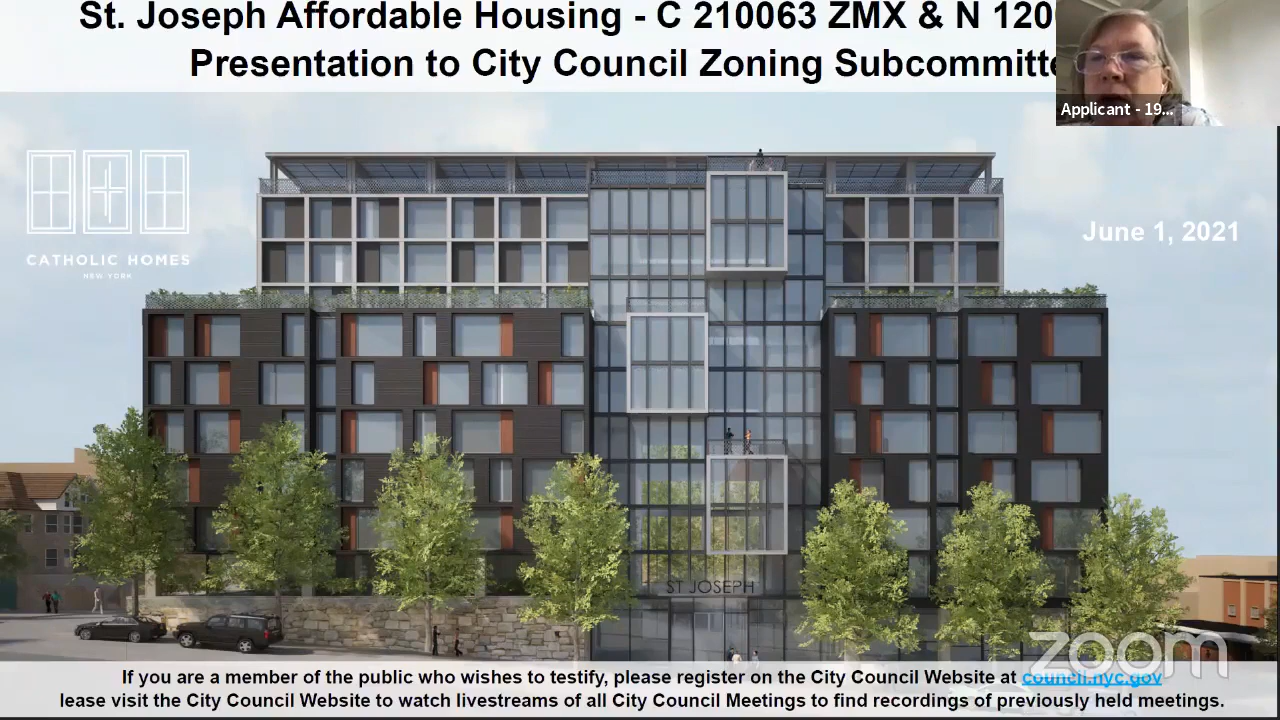 St. Joseph Affordable Housing - C 210063 ZMX & N 120
Presentation to City Council Zoning Subcommitte
Applicant - 19...
CATHOLIC HOMES
NEW YORK
June 1, 2021
ST JOSEPH
zoom
If you are a member of the public who wishes to testify, please register on the City Council Website at council.nyc.gov
lease visit the City Council Website to watch livestreams of all City Council Meetings to find recordings of previously held meetings.